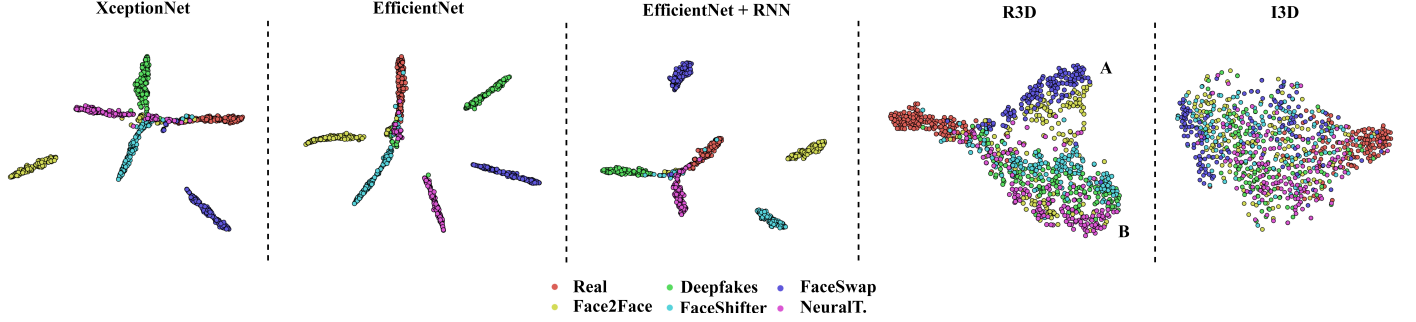 XceptionNet
EfficientNet
EfficientNet + RNN
R3D
I3D
A
B
Real
Deepfakes
FaceSwap
Face2Face
FaceShifter
NeuralT.